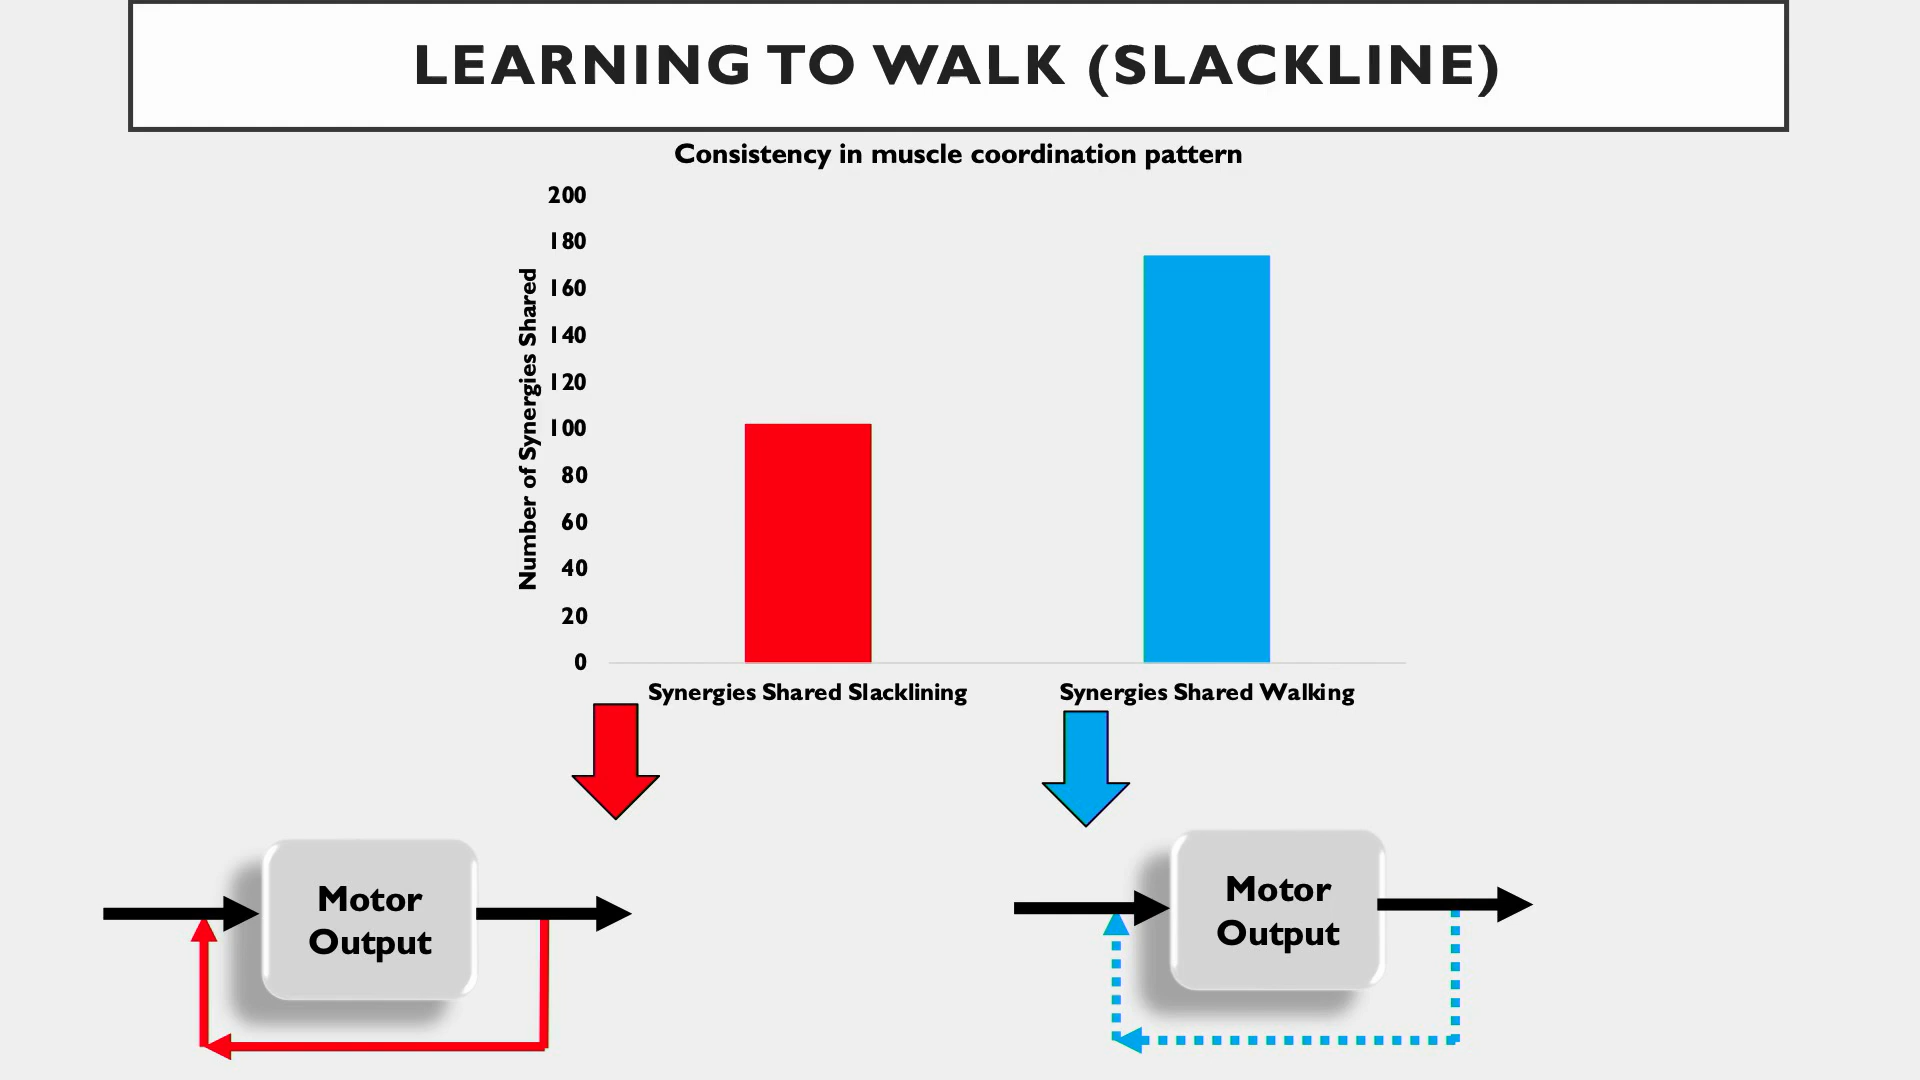 LEARNING TO WALK (SLACKLINE)
Consistency in muscle coordination pattern
Number of Synergies Shared
200
180
160
140
120
100
80
60
40
20
0
Synergies Shared Slacklining
Synergies Shared Walking
Motor
Output
Motor
Output